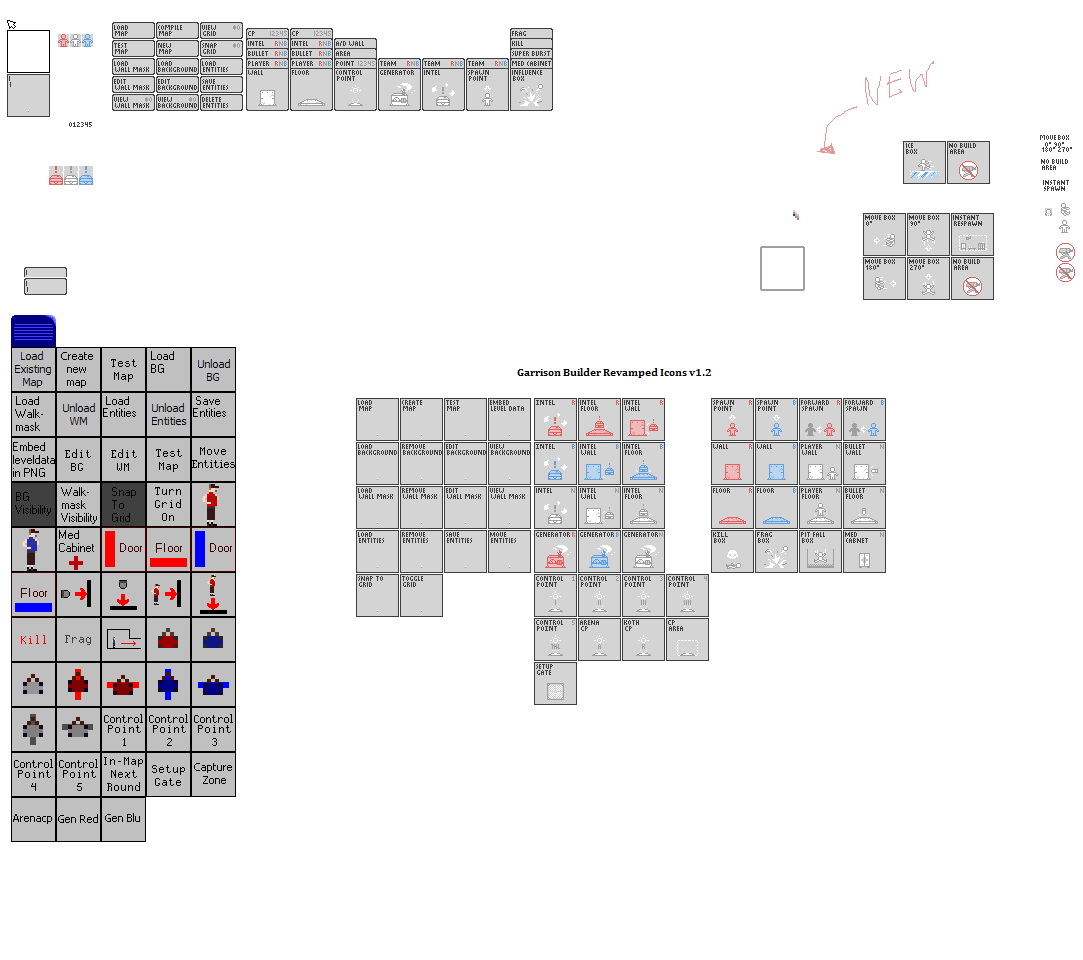 LOAD MAP
COMPILE MAP
VIEW GRID
TEST MAP
NEW MAP
SNAP GRID
LOAD WALL MASK
LOAD BACKGROUND
LOAD ENTITIES
EDIT WALL MASK
EDIT BACKGROUND
SAVE ENTITIES
VIEW WALL MASK
VIEW BACKGROUND
DELETE ENTITIES
CP 12345
INTEL RNB
BULLET RNB
PLAYER RNB
WALL
CP 12345
INTEL RNB
BULLET RNB
PLAYER RNB
FLOOR
A/D WALL
AREA
POINT 12345
CONTROL POINT
TEAM RNB
GENERATOR
TEAM RNB
INTEL
TEAM RNB
SPAWN POINT
FRAG
KILL
SUPER BURST
MED CABINET
INFLUENCE BOX
012345
NEW
ICE BOX
NO BUILD AREA
MOVE BOX
0° 90°
180° 270°
NO BUILD AREA
INSTANT SPAWN
MOVE BOX 0°
MOVE BOX 90°
INSTANT RESPAWN
MOVE BOX 180°
MOVE BOX 270°
NO BUILD AREA
Load Existing Map
Create new map
Test Map
Load BG
Unload BG
Load Walk-mask
Unload WM
Load Entities
Unload Entities
Save Entities
Embed leveldata in PNG
Edit BG
Edit WM
Test Map
Move Entities
BG Visibility
Walk-mask Visibility
Snap To Grid
Turn Grid On
Med Cabinet
Door
Floor
Door
Floor
Kill
Frag
Control Point 1
Control Point 2
Control Point 3
Control Point 4
Control Point 5
In-Map Next Round
Setup Gate
Capture Zone
Arenacp
Gen Red
Gen Blu
Garrison Builder Revamped Icons v1.2
LOAD MAP
CREATE MAP
TEST MAP
EMBED LEVEL DATA
LOAD BACKGROUND
REMOVE BACKGROUND
EDIT BACKGROUND
VIEW BACKGROUND
LOAD WALL MASK
REMOVE WALL MASK
EDIT WALL MASK
VIEW WALL MASK
LOAD ENTITIES
REMOVE ENTITIES
SAVE ENTITIES
MOVE ENTITIES
SNAP TO GRID
TOGGLE GRID
INTEL R
INTEL FLOOR R
INTEL WALL R
INTEL B
INTEL WALL B
INTEL FLOOR B
INTEL N
INTEL WALL N
INTEL FLOOR N
GENERATOR R
GENERATOR B
GENERATOR N
CONTROL POINT 1
CONTROL POINT 2
CONTROL POINT 3
CONTROL POINT 4
CONTROL POINT 5
ARENA CP
KOTH CP
CP AREA
SETUP GATE
SPAWN POINT R
SPAWN POINT B
FORWARD SPAWN R
FORWARD SPAWN B
WALL R
WALL B
PLAYER WALL N
BULLET WALL N
FLOOR R
FLOOR B
PLAYER FLOOR N
BULLET FLOOR N
KILL BOX
FRAG BOX
PIT FALL BOX
MED CABINET N